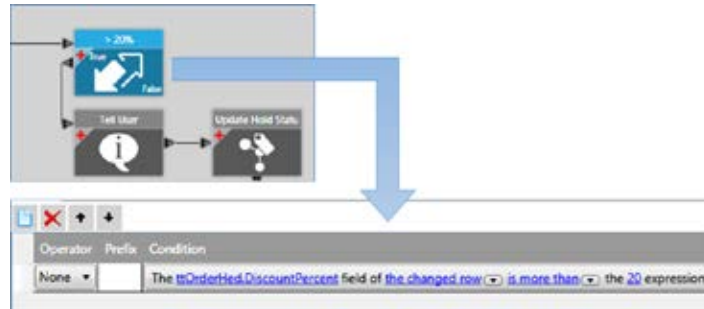 > 20%
True
False
Tell User
Update Hold Statu
Operator Prefix Condition
None The ttOrderHed.DiscountPercent field of the changed row is more than the 20 expression